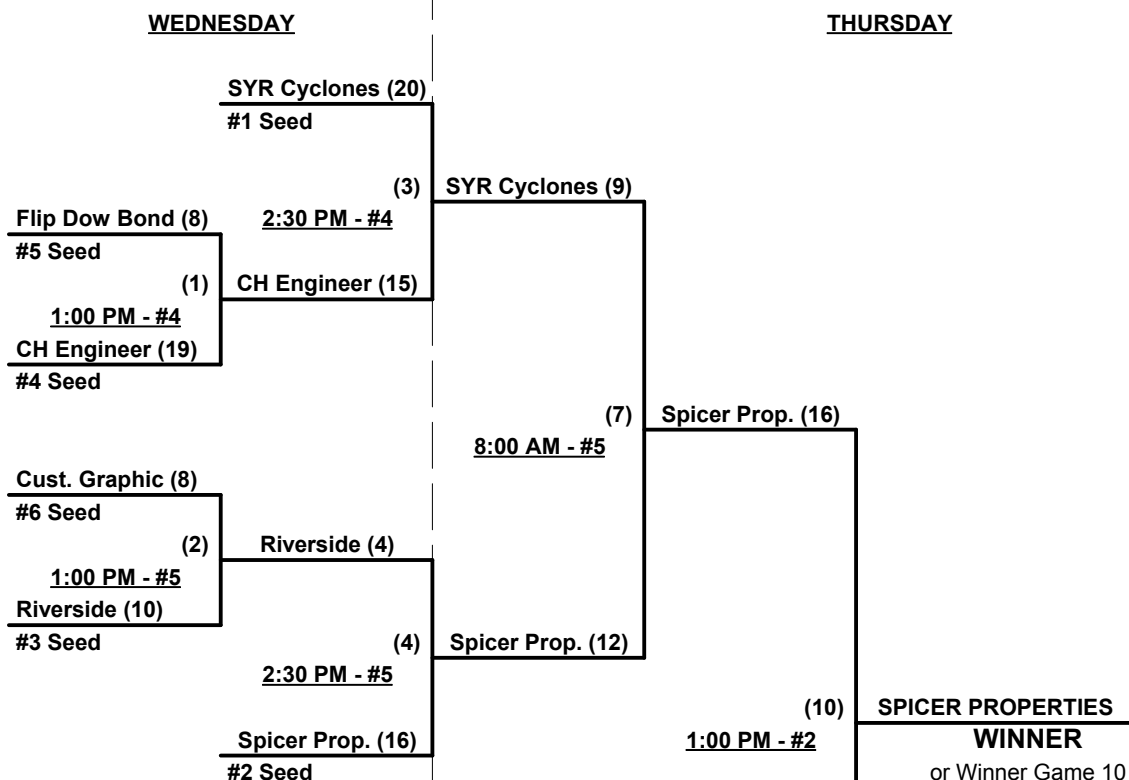 WEDNESDAY
THURSDAY
SYR Cyclones (20)
#1 Seed
(3)
SYR Cyclones (9)
Flip Dow Bond (8)
2:30 PM - #4
#5 Seed
(1)
CH Engineer (15)
1:00 PM - #4
CH Engineer (19)
#4 Seed
(7)
Spicer Prop. (16)
8:00 AM - #5
Cust. Graphic (8)
#6 Seed
(2)
Riverside (4)
1:00 PM - #5
Riverside (10)
#3 Seed
(4)
Spicer Prop. (12)
2:30 PM - #5
(10)
SPICER PROPERTIES
Spicer Prop. (16)
1:00 PM - #2
WINNER
#2 Seed
or Winner Game 10